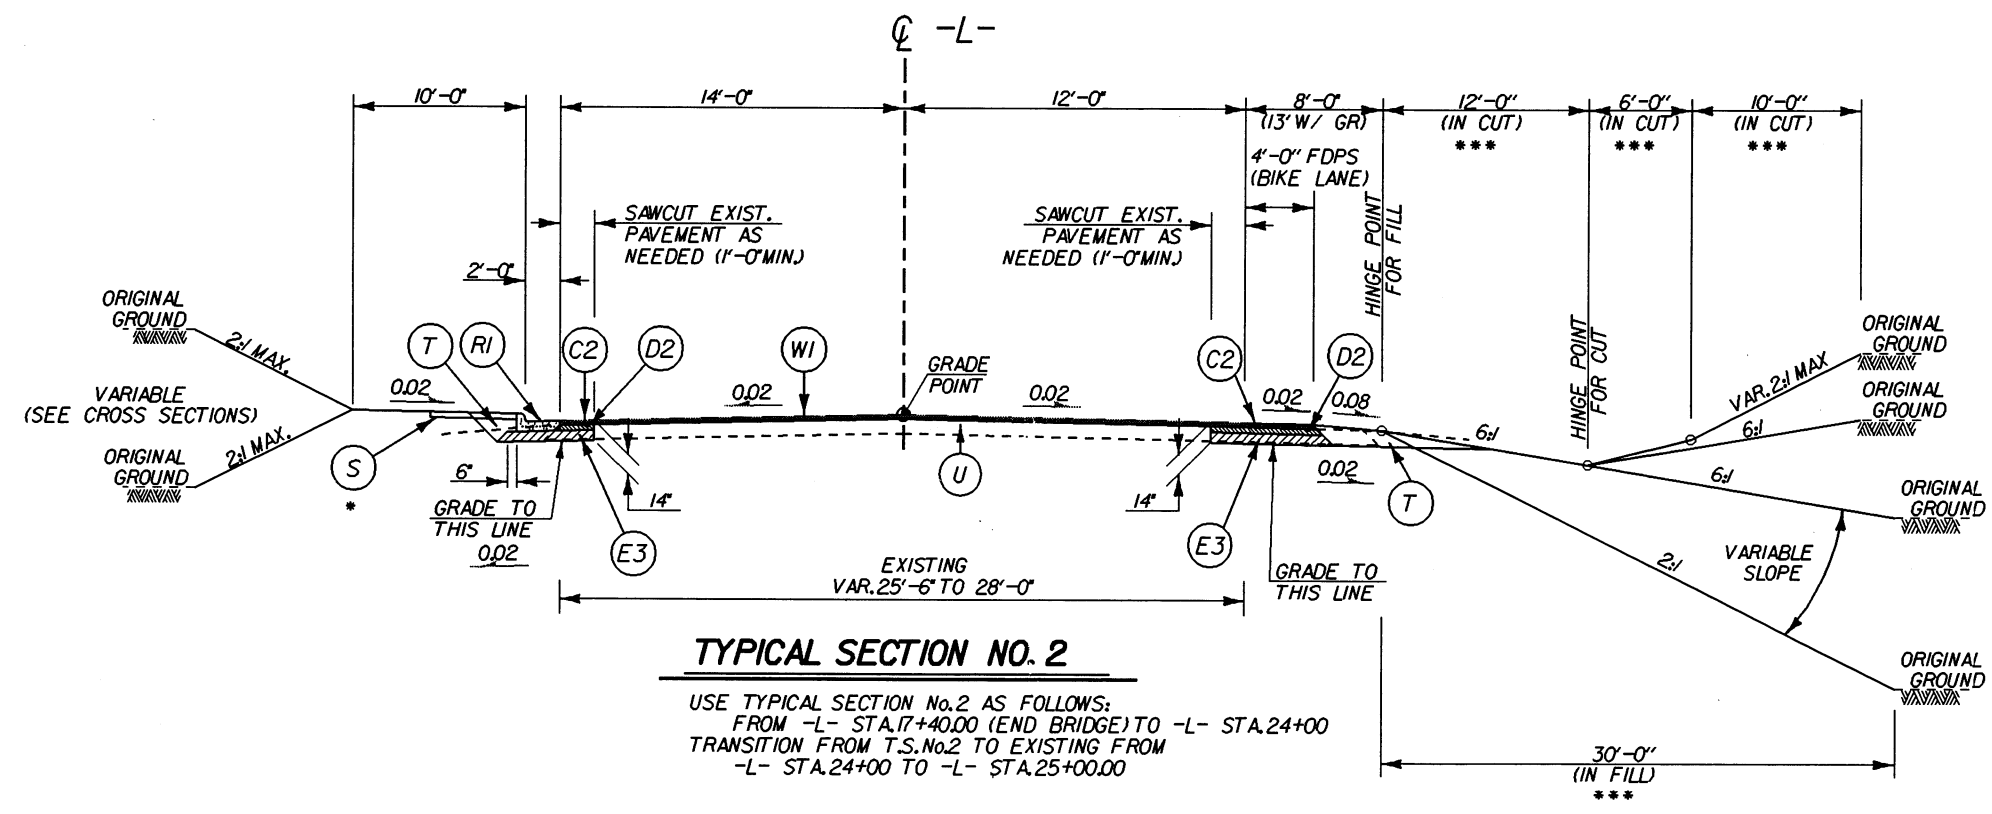 ℄ -L-
10'-0"
14'-0"
12'-0"
8'-0"
(13' W/ GR)
12'-0"
(IN CUT)
***
6'-0"
(IN CUT)
***
10'-0"
(IN CUT)
***
4'-0" FDPS
(BIKE LANE)
SAWCUT EXIST.
PAVEMENT AS
NEEDED (1'-0" MIN.)
SAWCUT EXIST.
PAVEMENT AS
NEEDED (1'-0" MIN.)
HINGE POINT
FOR FILL
2'-0"
ORIGINAL
GROUND
2:1 MAX.
T
R1
C2
D2
W1
GRADE
POINT
C2
D2
HINGE POINT
FOR CUT
ORIGINAL
GROUND
VAR. 2:1 MAX
VARIABLE
(SEE CROSS SECTIONS)
0.02
0.02
0.02
0.02
0.08
ORIGINAL
GROUND
6:1
6:1
2:1 MAX.
ORIGINAL
GROUND
S
*
6"
U
0.02
T
6:1
ORIGINAL
GROUND
14"
14"
GRADE TO
THIS LINE
0.02
E3
E3
GRADE TO
THIS LINE
2:1
VARIABLE
SLOPE
EXISTING
VAR. 25'-6" TO 28'-0"
ORIGINAL
GROUND
TYPICAL SECTION NO. 2
USE TYPICAL SECTION No. 2 AS FOLLOWS:
FROM -L- STA. 17+40.00 (END BRIDGE) TO -L- STA. 24+00
TRANSITION FROM T.S. No. 2 TO EXISTING FROM
-L- STA. 24+00 TO -L- STA. 25+00.00
30'-0"
(IN FILL)
***